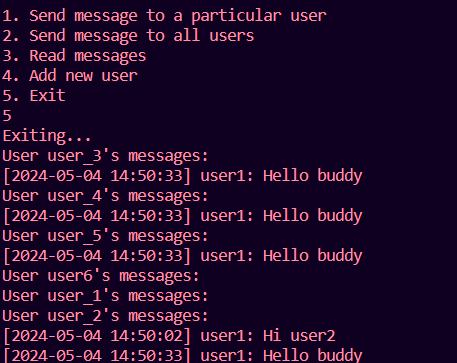 1. Send message to a particular user
2. Send message to all users
3. Read messages
4. Add new user
5. Exit
5
Exiting...
User user_3's messages:
[2024-05-04 14:50:33] user1: Hello buddy
User user_4's messages:
[2024-05-04 14:50:33] user1: Hello buddy
User user_5's messages:
[2024-05-04 14:50:33] user1: Hello buddy
User user6's messages:
User user_1's messages:
User user_2's messages:
[2024-05-04 14:50:02] user1: Hi user2
[2024-05-04 14:50:33] user1: Hello buddy